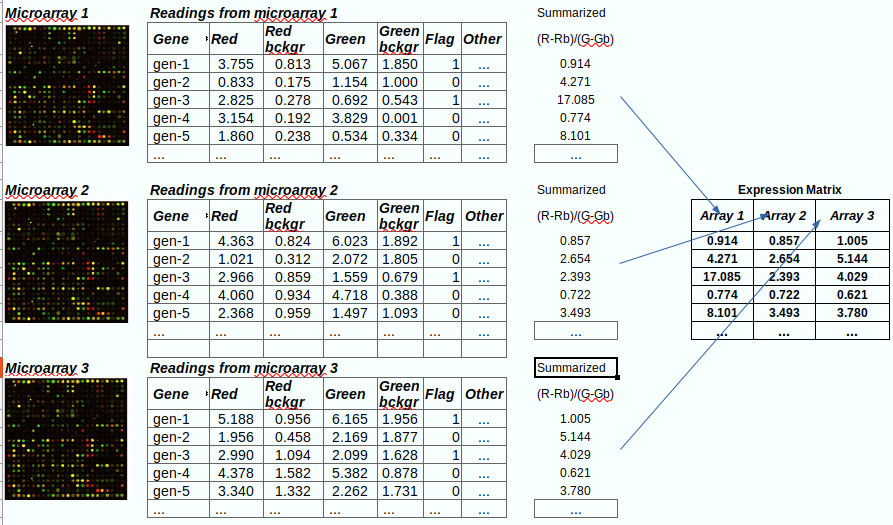 Microarray 1
Readings from microarray 1
Summarized
Gene Red Red bckgr Green Green bckgr Flag Other
(R-Rb)/(G-Gb)
gen-1 3.755 0.813 5.067 1.850 1 ... 0.914
gen-2 0.833 0.175 1.154 1.000 0 ... 4.271
gen-3 2.825 0.278 0.692 0.543 1 ... 17.085
gen-4 3.154 0.192 3.829 0.001 0 ... 0.774
gen-5 1.860 0.238 0.534 0.334 0 ... 8.101
... ... ... ... ... ... ... ...
Microarray 2
Readings from microarray 2
Summarized
Gene Red Red bckgr Green Green bckgr Flag Other
(R-Rb)/(G-Gb)
gen-1 4.363 0.824 6.023 1.892 1 ... 0.857
gen-2 1.021 0.312 2.072 1.805 0 ... 2.654
gen-3 2.966 0.859 1.559 0.679 1 ... 2.393
gen-4 4.060 0.934 4.718 0.388 0 ... 0.722
gen-5 2.368 0.959 1.497 1.093 0 ... 3.493
... ... ... ... ... ... ...
Expression Matrix
Array 1 Array 2 Array 3
0.914 0.857 1.005
4.271 2.654 5.144
17.085 2.393 4.029
0.774 0.722 0.621
8.101 3.493 3.780
... ... ...
Microarray 3
Readings from microarray 3
Summarized
Gene Red Red bckgr Green Green bckgr Flag Other
(R-Rb)/(G-Gb)
gen-1 5.188 0.956 6.165 1.956 1 ... 1.005
gen-2 1.956 0.458 2.169 1.877 0 ... 5.144
gen-3 2.990 1.094 2.099 1.628 1 ... 4.029
gen-4 4.378 1.582 5.382 0.878 0 ... 0.621
gen-5 3.340 1.332 2.262 1.731 0 ... 3.780
... ... ... ... ... ... ... ...